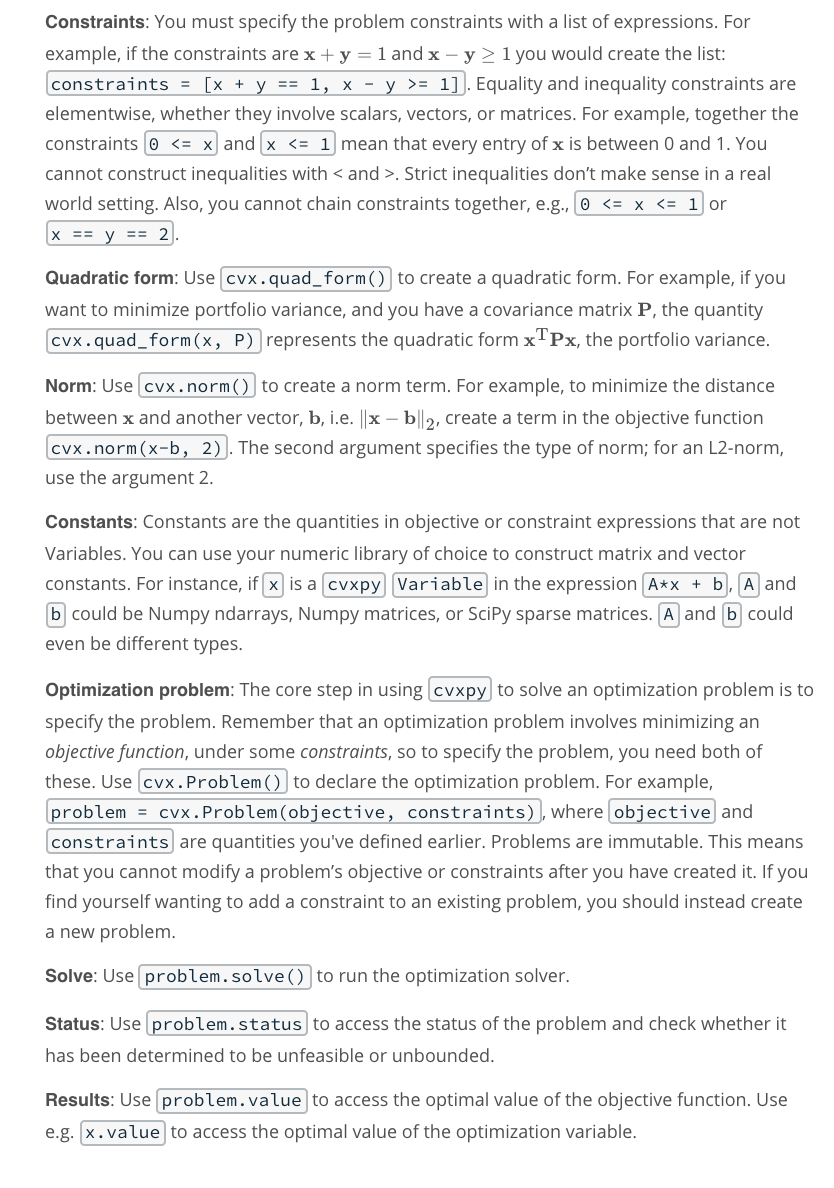 Constraints: You must specify the problem constraints with a list of expressions. For
example, if the constraints are x + y = 1 and x − y ≥ 1 you would create the list:
constraints = [x + y == 1, x - y >= 1]. Equality and inequality constraints are
elementwise, whether they involve scalars, vectors, or matrices. For example, together the
constraints 0 <= x and x <= 1 mean that every entry of x is between 0 and 1. You
cannot construct inequalities with < and >. Strict inequalities don’t make sense in a real
world setting. Also, you cannot chain constraints together, e.g., 0 <= x <= 1 or
x == y == 2.
Quadratic form: Use cvx.quad_form() to create a quadratic form. For example, if you
want to minimize portfolio variance, and you have a covariance matrix P, the quantity
cvx.quad_form(x, P) represents the quadratic form xᵀPx, the portfolio variance.
Norm: Use cvx.norm() to create a norm term. For example, to minimize the distance
between x and another vector, b, i.e. ‖x − b‖₂, create a term in the objective function
cvx.norm(x-b, 2). The second argument specifies the type of norm; for an L2-norm,
use the argument 2.
Constants: Constants are the quantities in objective or constraint expressions that are not
Variables. You can use your numeric library of choice to construct matrix and vector
constants. For instance, if x is a cvxpy Variable in the expression A*x + b, A and
b could be Numpy ndarrays, Numpy matrices, or SciPy sparse matrices. A and b could
even be different types.
Optimization problem: The core step in using cvxpy to solve an optimization problem is to
specify the problem. Remember that an optimization problem involves minimizing an
objective function, under some constraints, so to specify the problem, you need both of
these. Use cvx.Problem() to declare the optimization problem. For example,
problem = cvx.Problem(objective, constraints), where objective and
constraints are quantities you've defined earlier. Problems are immutable. This means
that you cannot modify a problem’s objective or constraints after you have created it. If you
find yourself wanting to add a constraint to an existing problem, you should instead create
a new problem.
Solve: Use problem.solve() to run the optimization solver.
Status: Use problem.status to access the status of the problem and check whether it
has been determined to be unfeasible or unbounded.
Results: Use problem.value to access the optimal value of the objective function. Use
e.g. x.value to access the optimal value of the optimization variable.